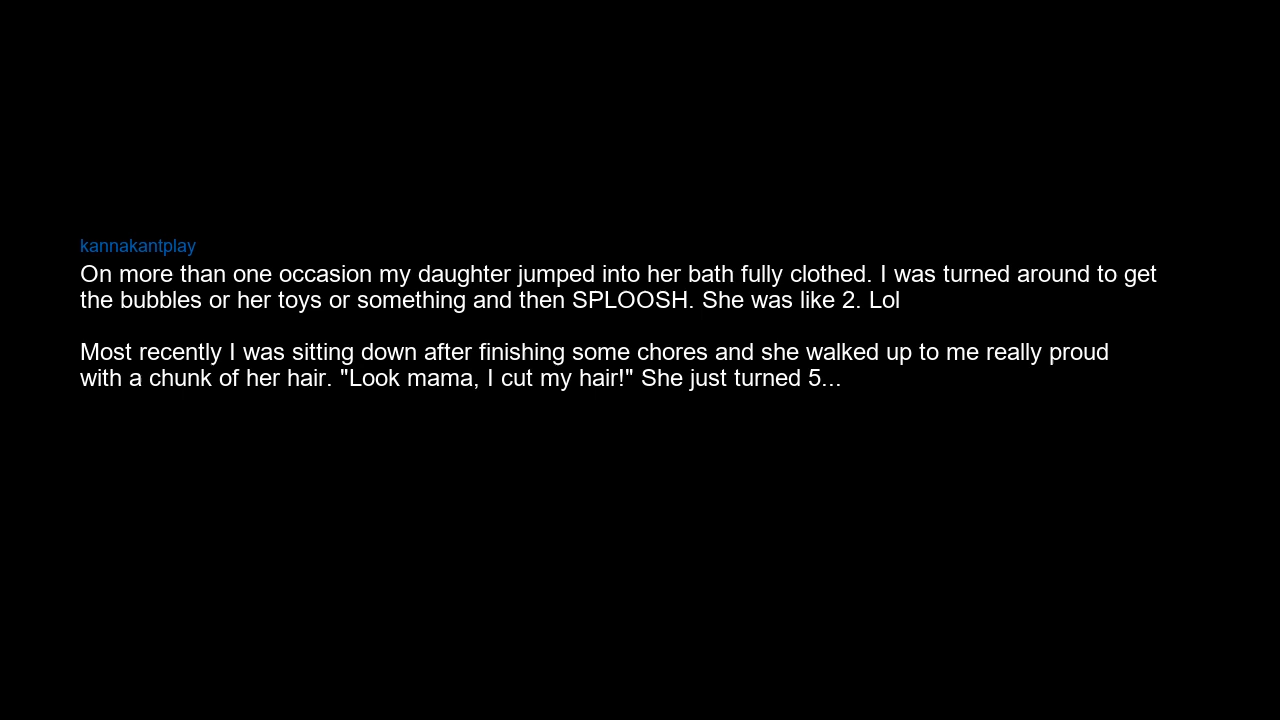 kannakantplay
On more than one occasion my daughter jumped into her bath fully clothed. I was turned around to get
the bubbles or her toys or something and then SPLOOSH. She was like 2. Lol
Most recently I was sitting down after finishing some chores and she walked up to me really proud
with a chunk of her hair. "Look mama, I cut my hair!" She just turned 5...